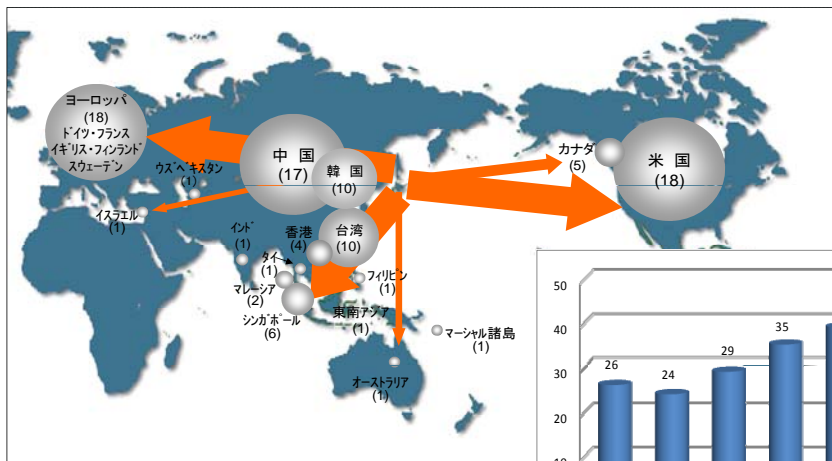 ヨーロッパ
(18)
ドイツ・フランス
イギリス・フィンランド
スウェーデン
ウズベキスタン
(1)
イスラエル
(1)
中 国
(17)
韓 国
(10)
台湾
(10)
香港
(4)
インド
(1)
タイ
(1)
マレーシア
(2)
シンガポール
(6)
フィリピン
(1)
東南アジア
(1)
マーシャル諸島
(1)
オーストラリア
(1)
カナダ
(5)
米 国
(18)
50
40
30
20
10
26
24
29
35